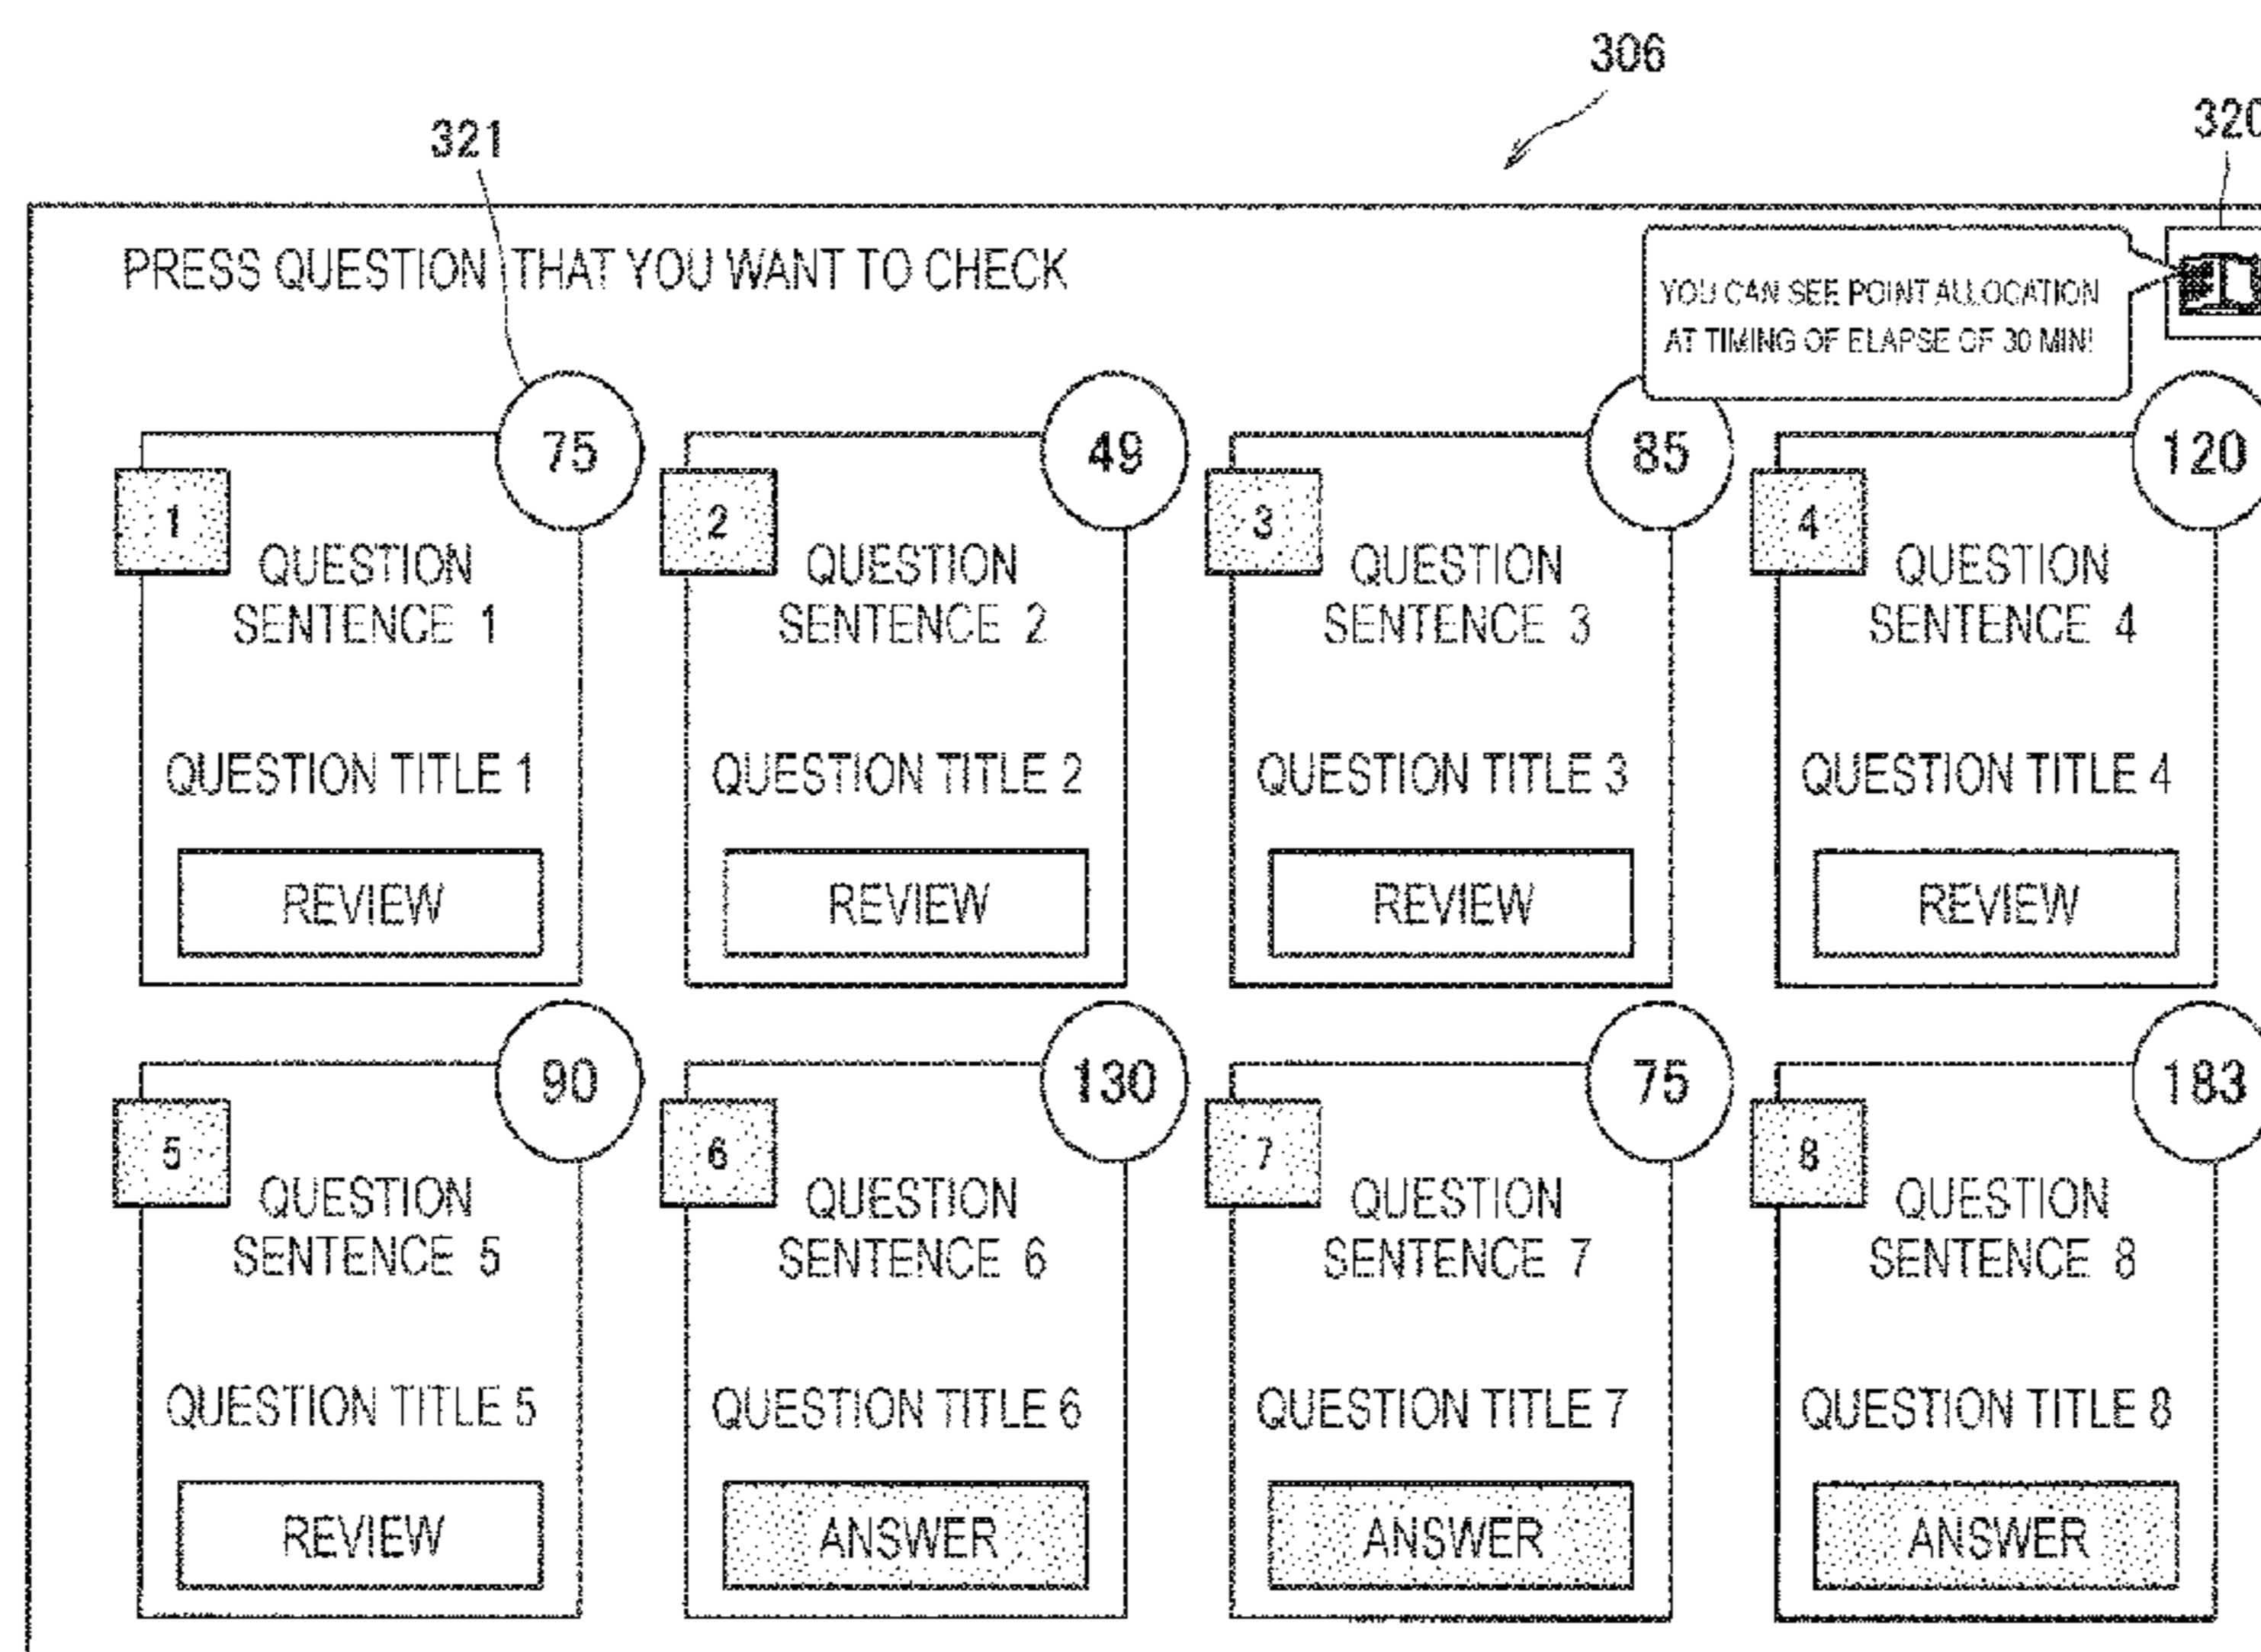 306
320
321
PRESS QUESTION THAT YOU WANT TO CHECK
YOU CAN SEE POINT ALLOCATION
AT TIMING OF ELAPSE OF 30 MIN!
75
49
85
120
1
2
3
4
QUESTION
SENTENCE 1
QUESTION
SENTENCE 2
QUESTION
SENTENCE 3
QUESTION
SENTENCE 4
QUESTION TITLE 1
QUESTION TITLE 2
QUESTION TITLE 3
QUESTION TITLE 4
REVIEW
REVIEW
REVIEW
REVIEW
90
130
75
183
5
6
7
8
QUESTION
SENTENCE 5
QUESTION
SENTENCE 6
QUESTION
SENTENCE 7
QUESTION
SENTENCE 8
QUESTION TITLE 5
QUESTION TITLE 6
QUESTION TITLE 7
QUESTION TITLE 8
REVIEW
ANSWER
ANSWER
ANSWER